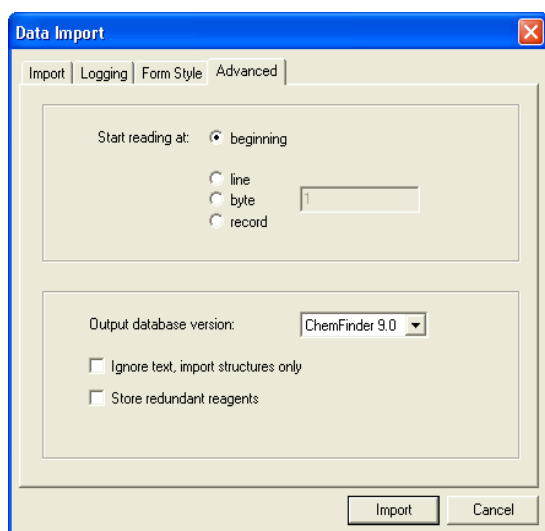 Data Import
Import Logging Form Style Advanced
Start reading at: beginning
line
byte 1
record
Output database version: ChemFinder 9.0
Ignore text, import structures only
Store redundant reagents
Import Cancel